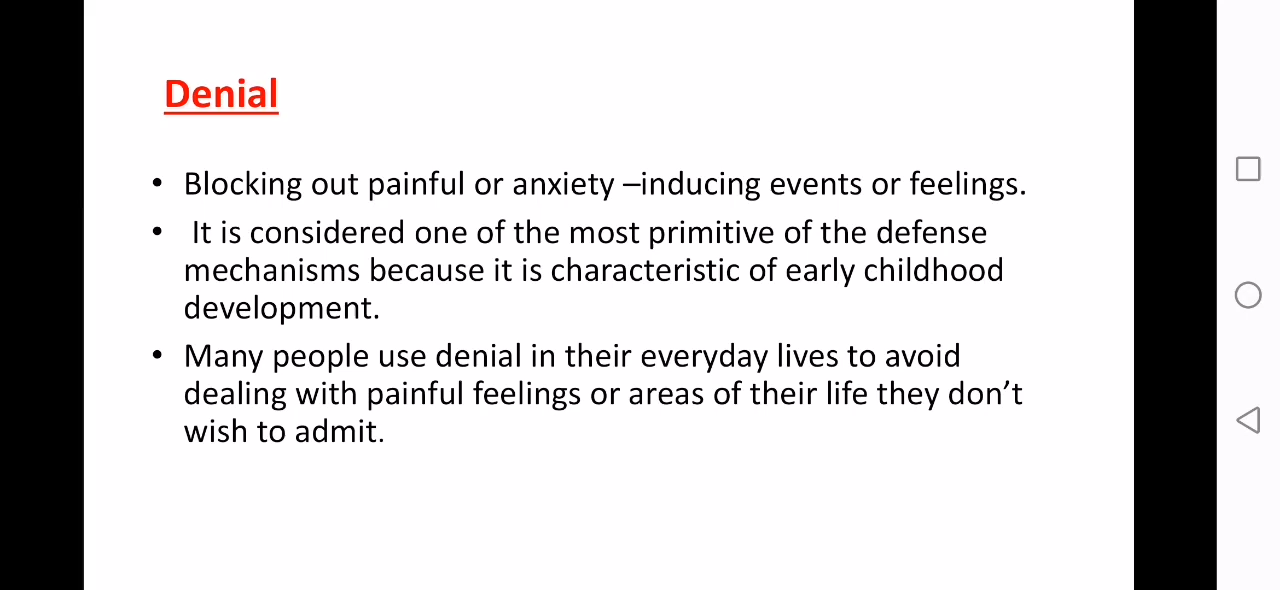 Denial
• Blocking out painful or anxiety –inducing events or feelings.
• It is considered one of the most primitive of the defense
mechanisms because it is characteristic of early childhood
development.
• Many people use denial in their everyday lives to avoid
dealing with painful feelings or areas of their life they don’t
wish to admit.